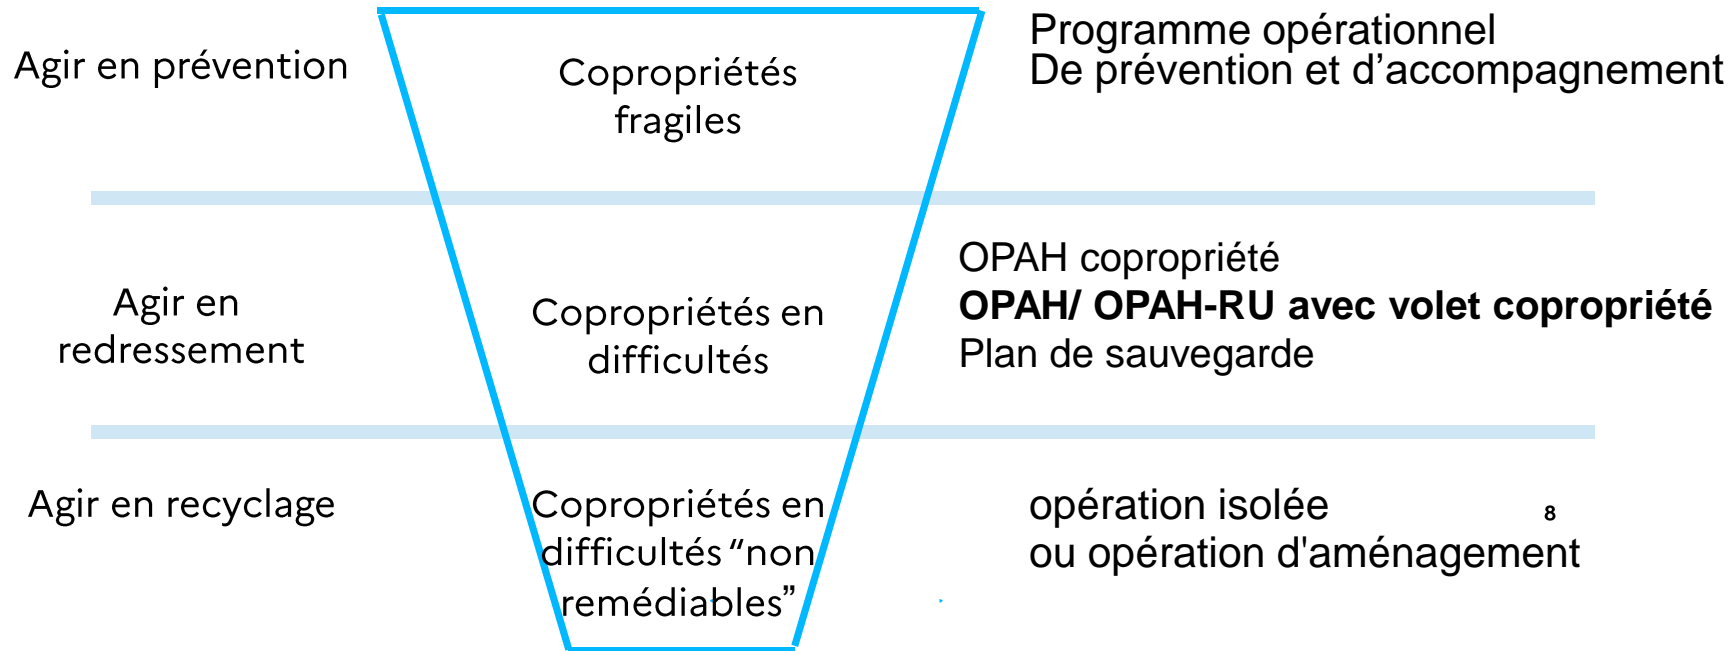 Agir en prévention
Copropriétés
fragiles
Programme opérationnel
De prévention et d’accompagnement
Agir en
redressement
Copropriétés en
difficultés
OPAH copropriété
OPAH/ OPAH-RU avec volet copropriété
Plan de sauvegarde
Agir en recyclage
Copropriétés en
difficultés “non
remédiables”
opération isolée
8
ou opération d'aménagement